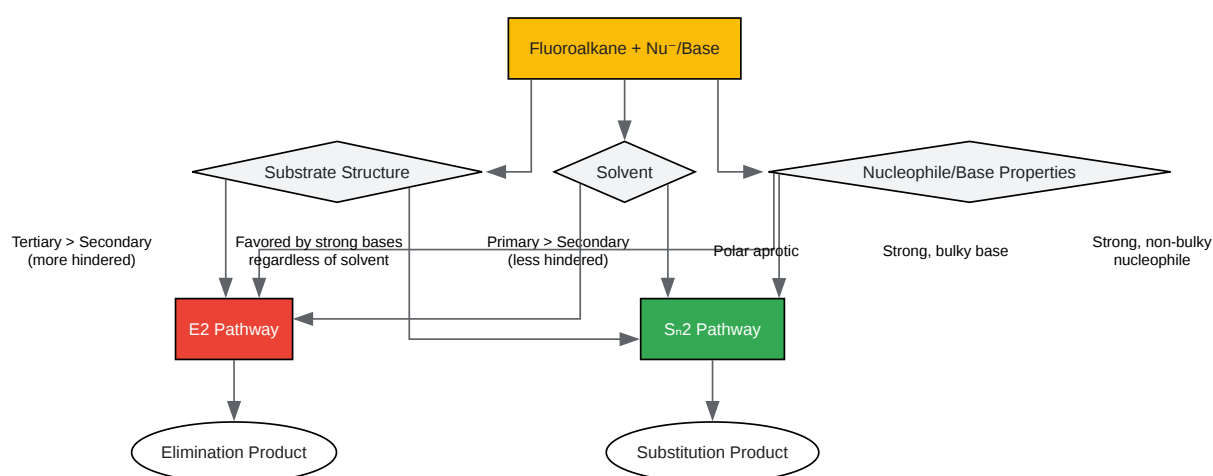 Fluoroalkane + Nu⁻/Base
Substrate Structure
Solvent
Nucleophile/Base Properties
Tertiary > Secondary
(more hindered)
Favored by strong bases
regardless of solvent
Primary > Secondary
(less hindered)
Polar aprotic
Strong, bulky base
Strong, non-bulky
nucleophile
E2 Pathway
Sₙ2 Pathway
Elimination Product
Substitution Product